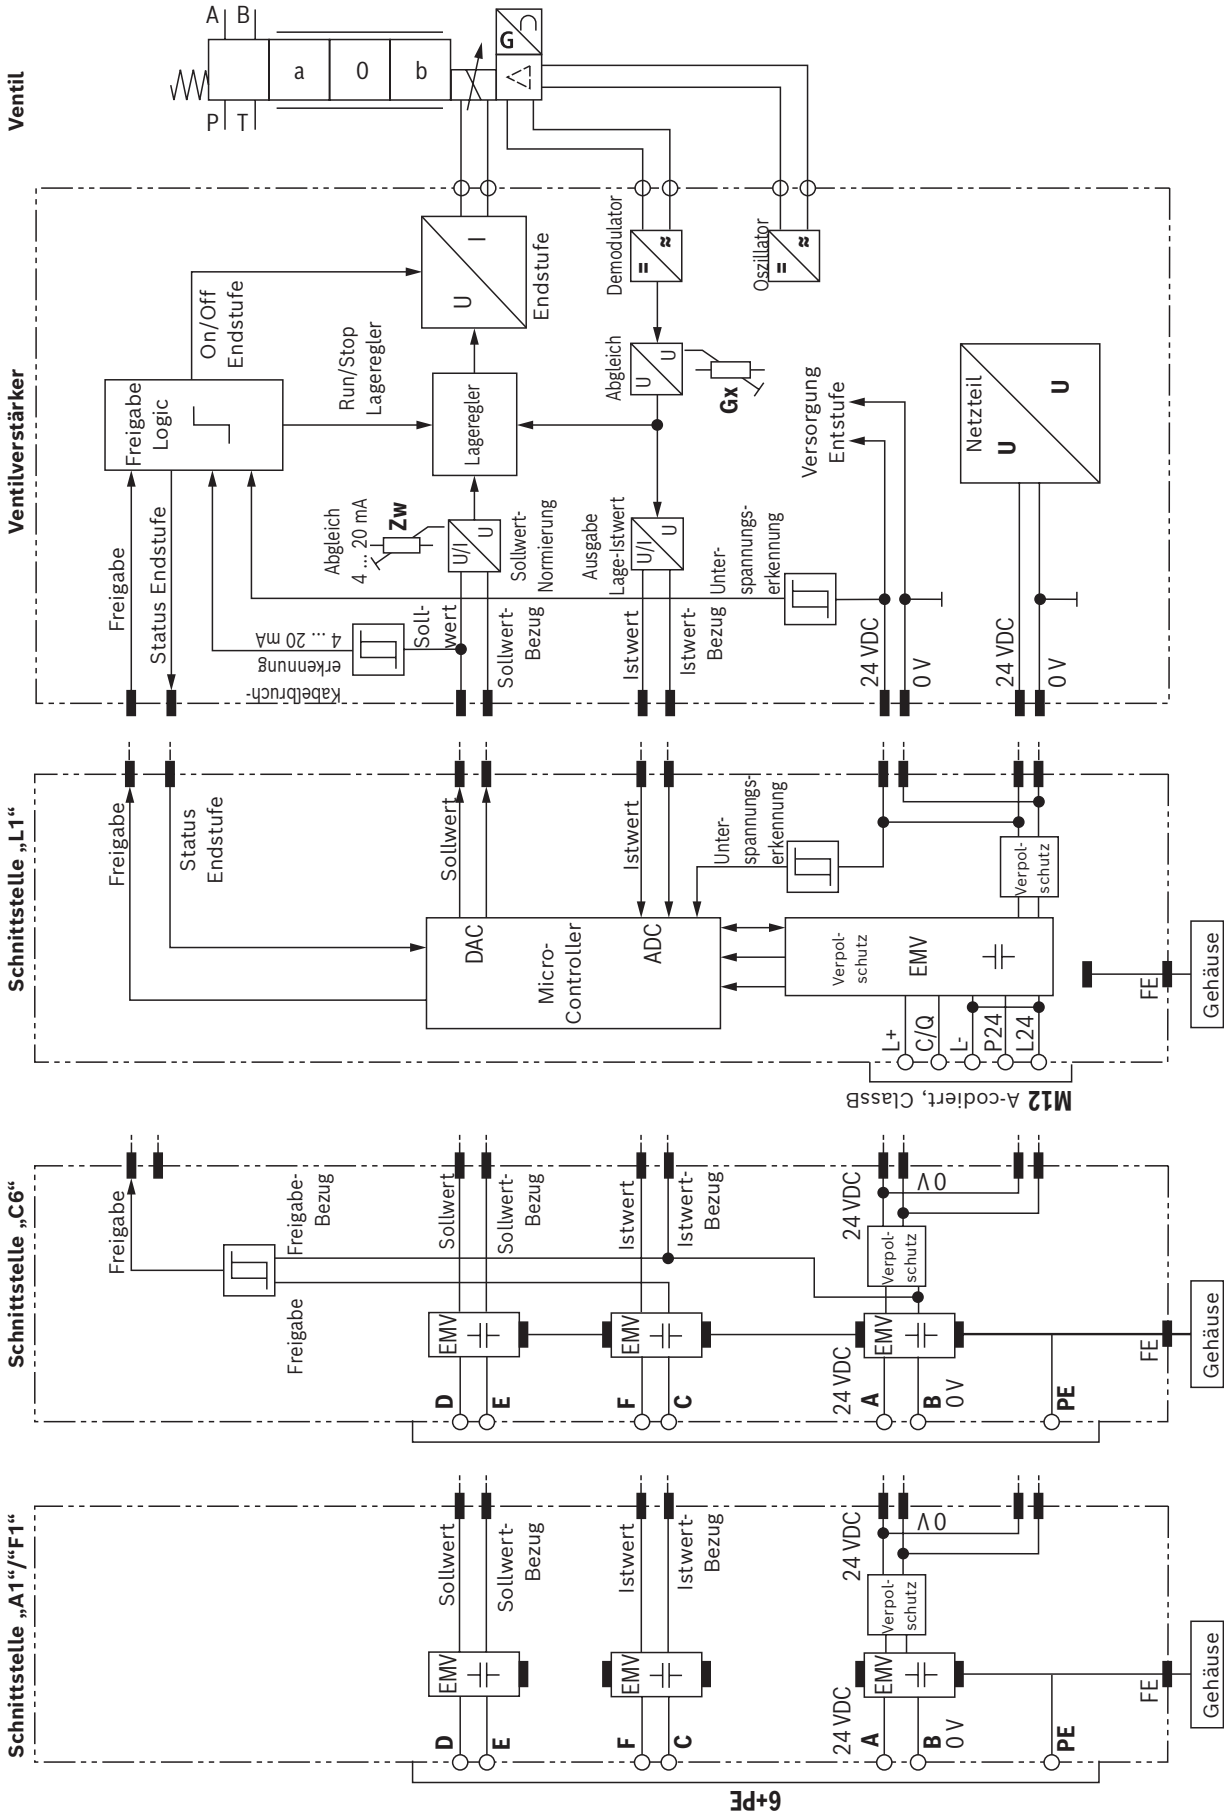 Schnittstelle „A1“/“F1“
Sollwert
Sollwert-
Bezug
Istwert
Istwert-
Bezug
24 VDC
0 V
EMV
EMV
EMV
Verpol-
schutz
D
E
F
C
24 VDC
A
B
0 V
PE
FE
Gehäuse
6+PE
Schnittstelle „C6“
Freigabe
Freigabe-
Bezug
Freigabe
Sollwert
Sollwert-
Bezug
Istwert
Istwert-
Bezug
24 VDC
0 V
EMV
EMV
EMV
Verpol-
schutz
D
E
F
C
24 VDC
A
B
0 V
PE
FE
Gehäuse
Schnittstelle „L1“
Freigabe
Status
Endstufe
Sollwert
Istwert
Unter-
spannungs-
erkennung
DAC
Micro-
Controller
ADC
Verpol-
schutz
EMV
Verpol-
schutz
L+
C/Q
L-
P24
L24
M12 A-codiert, ClassB
FE
Gehäuse
Ventilverstärker
Freigabe
Status Endstufe
Freigabe
Logic
On/Off
Endstufe
Run/Stop
Lageregler
Kabelbruch-
erkennung
4 ... 20 mA
Abgleich
4 ... 20 mA
Zw
Soll-
wert
Sollwert-
Bezug
U/I
U
Sollwert-
Normierung
Lageregler
U
I
Endstufe
Istwert
Istwert-
Bezug
Ausgabe
Lage-Istwert
U/I
U
Abgleich
U
U
Gx
Demodulator
=
≈
Oszillator
=
≈
Unter-
spannungs-
erkennung
Versorgung
Entstufe
24 VDC
0 V
24 VDC
0 V
Netzteil
U
U
Ventil
A
B
P
T
a
0
b
G